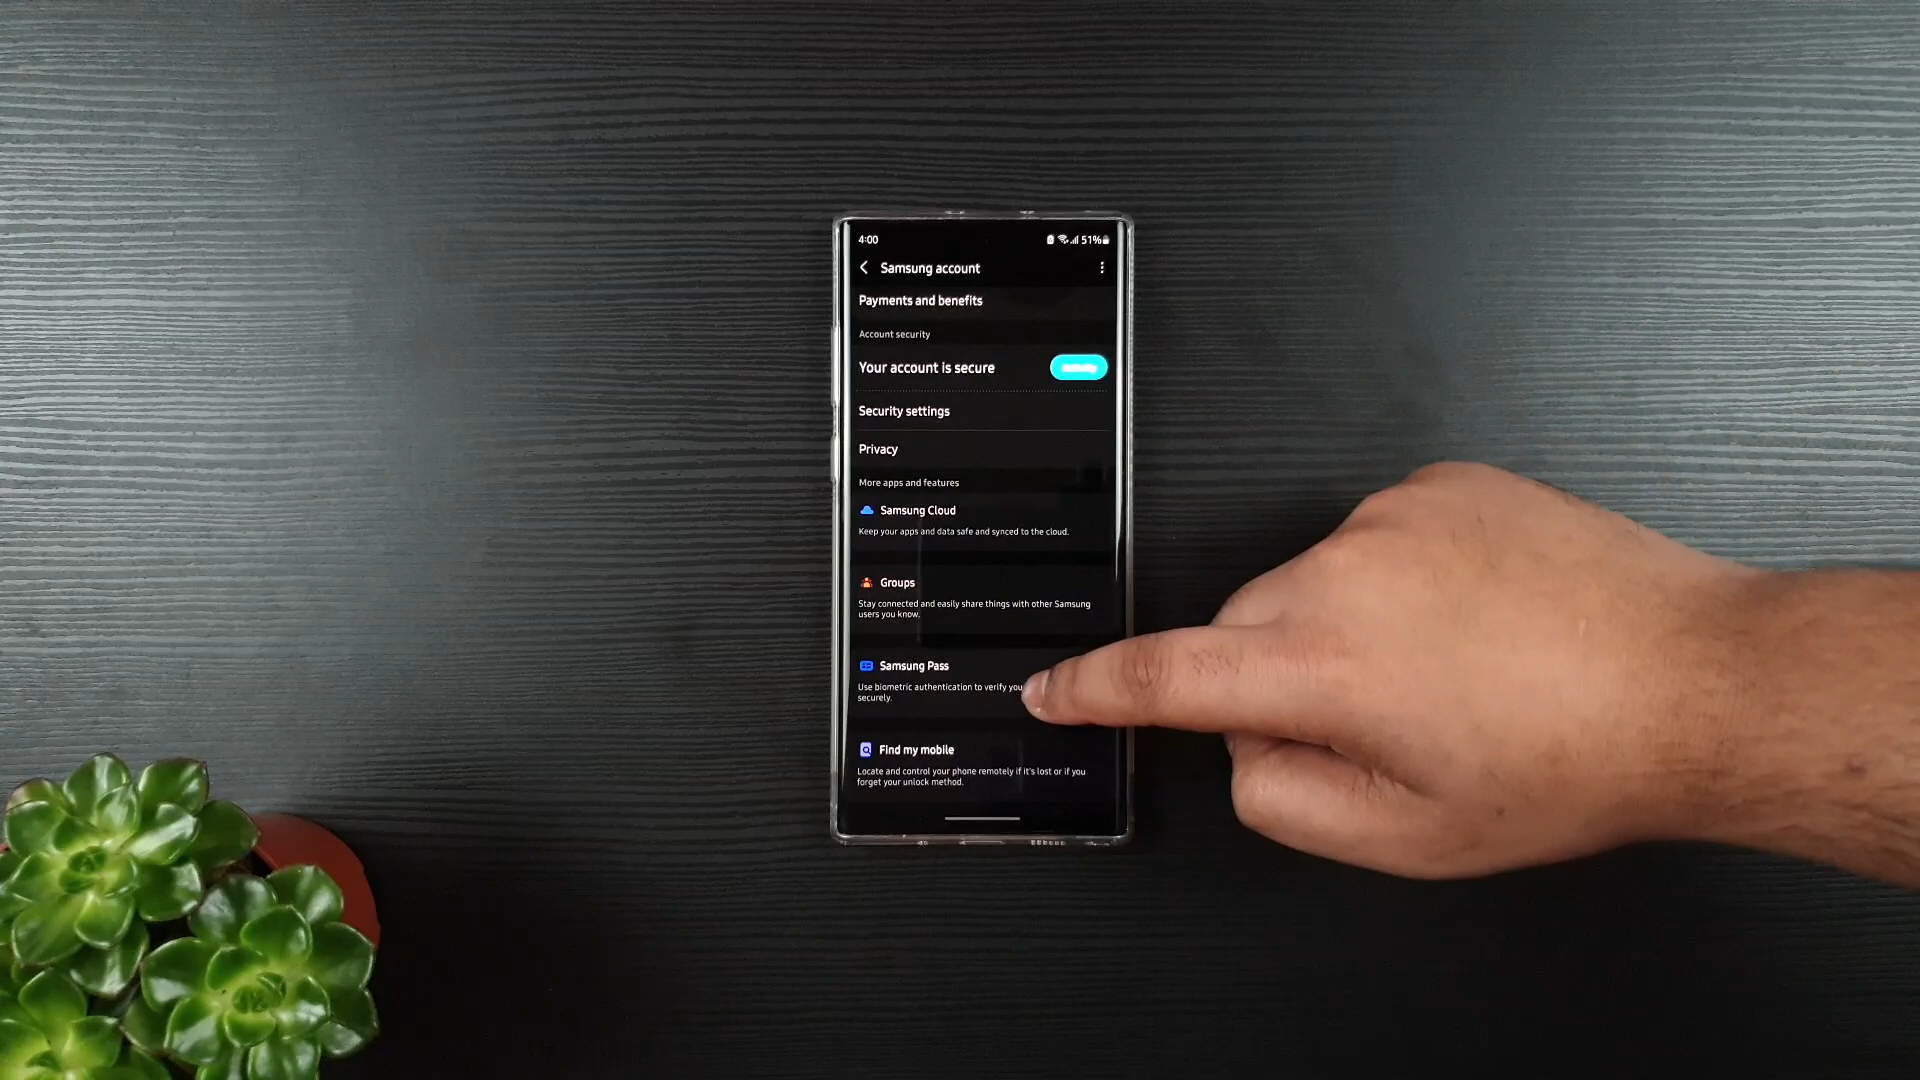 4:00
51%
Samsung account
Payments and benefits
Account security
Your account is secure
Security settings
Privacy
More apps and features
Samsung Cloud
Keep your apps and data safe and synced to the cloud.
Groups
Stay connected and easily share things with other Samsung
users you know.
Samsung Pass
Use biometric authentication to verify
securely.
Find my mobile
Locate and control your phone remotely if it's lost or if you
forget your unlock method.